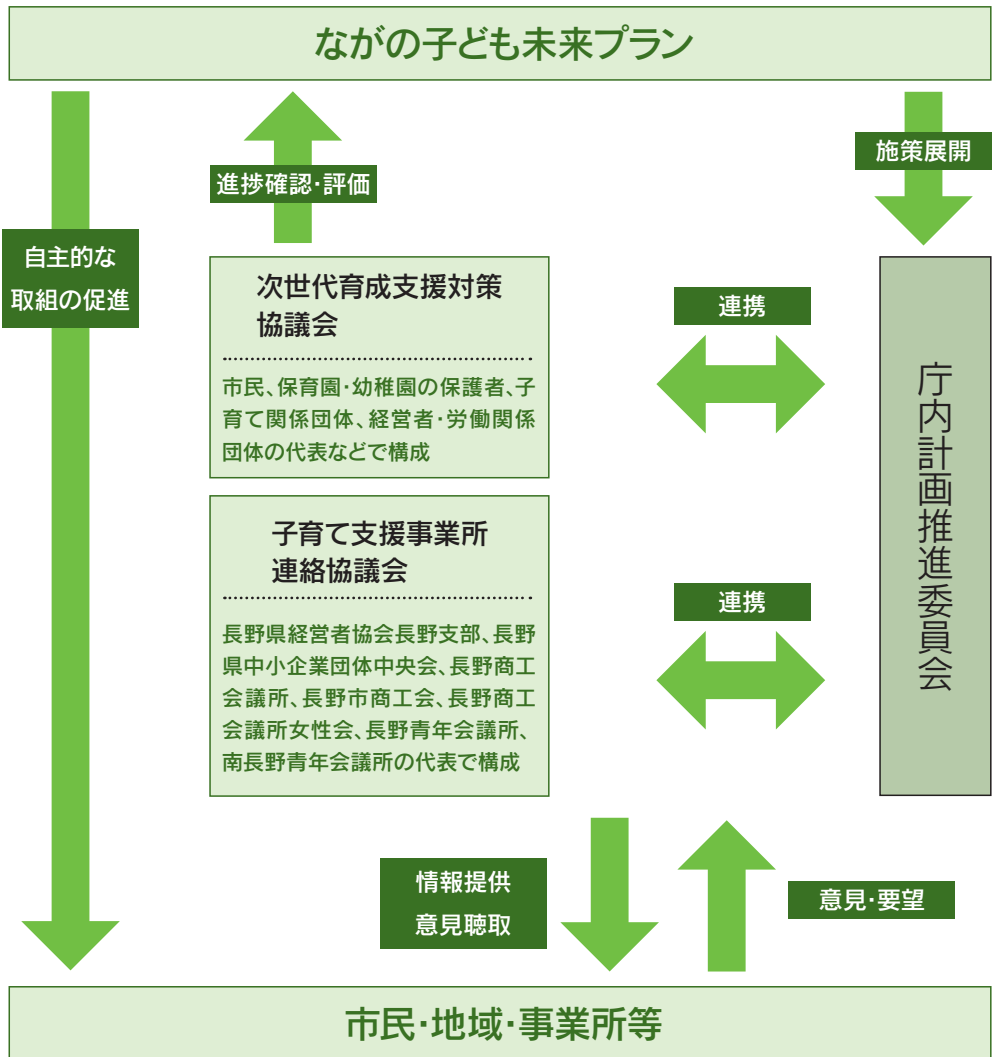 ながの子ども未来プラン
施策展開
進捗確認・評価
自主的な
取組の促進
次世代育成支援対策
協議会
市民、保育園・幼稚園の保護者、子
育て関係団体、経営者・労働関係
団体の代表などで構成
連携
庁内計画推進委員会
子育て支援事業所
連絡協議会
長野県経営者協会長野支部、長野
県中小企業団体中央会、長野商工
会議所、長野市商工会、長野商工
会議所女性会、長野青年会議所、
南長野青年会議所の代表で構成
連携
情報提供
意見聴取
意見・要望
市民・地域・事業所等